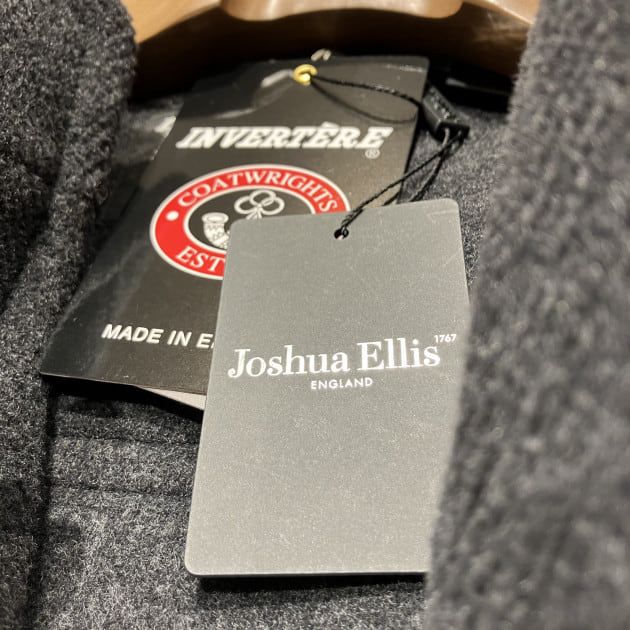 INVERTÈRE®
COATWRIGHTS
MADE IN
Joshua Ellis 1767
ENGLAND